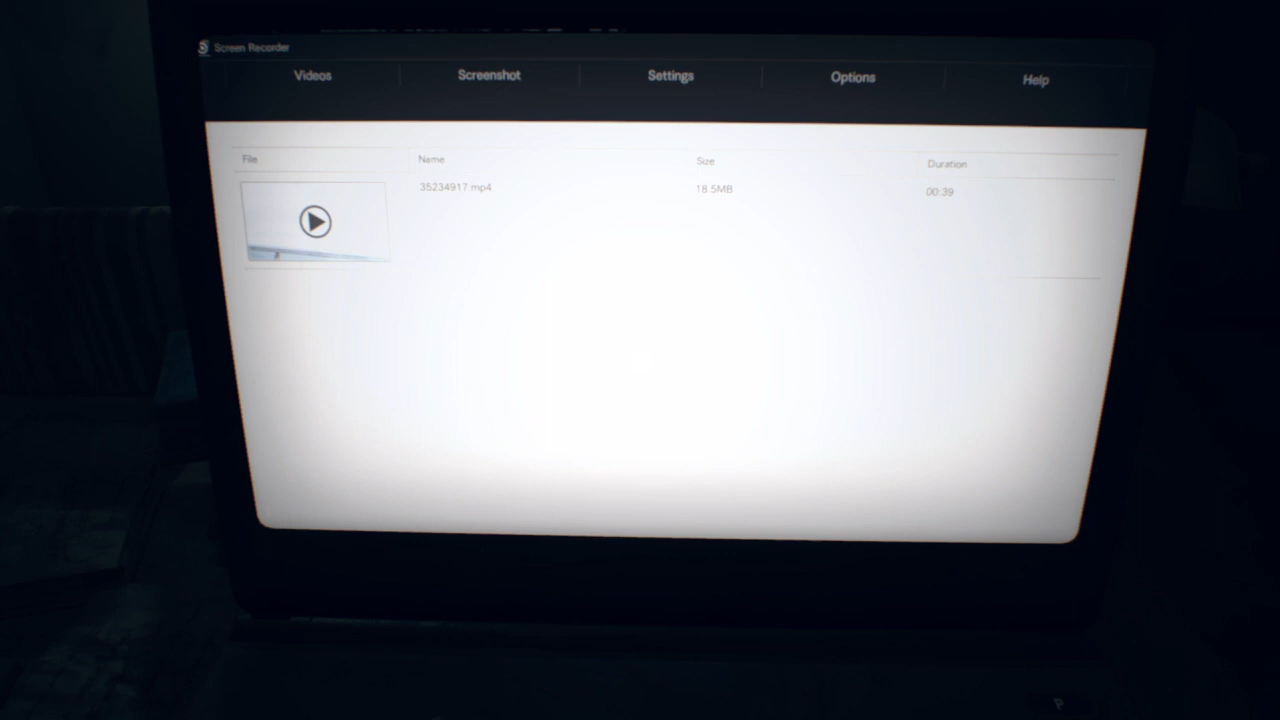 Screen Recorder
Videos Screenshot Settings Options Help
File Name Size Duration
35234917.mp4 18.5MB 00:39